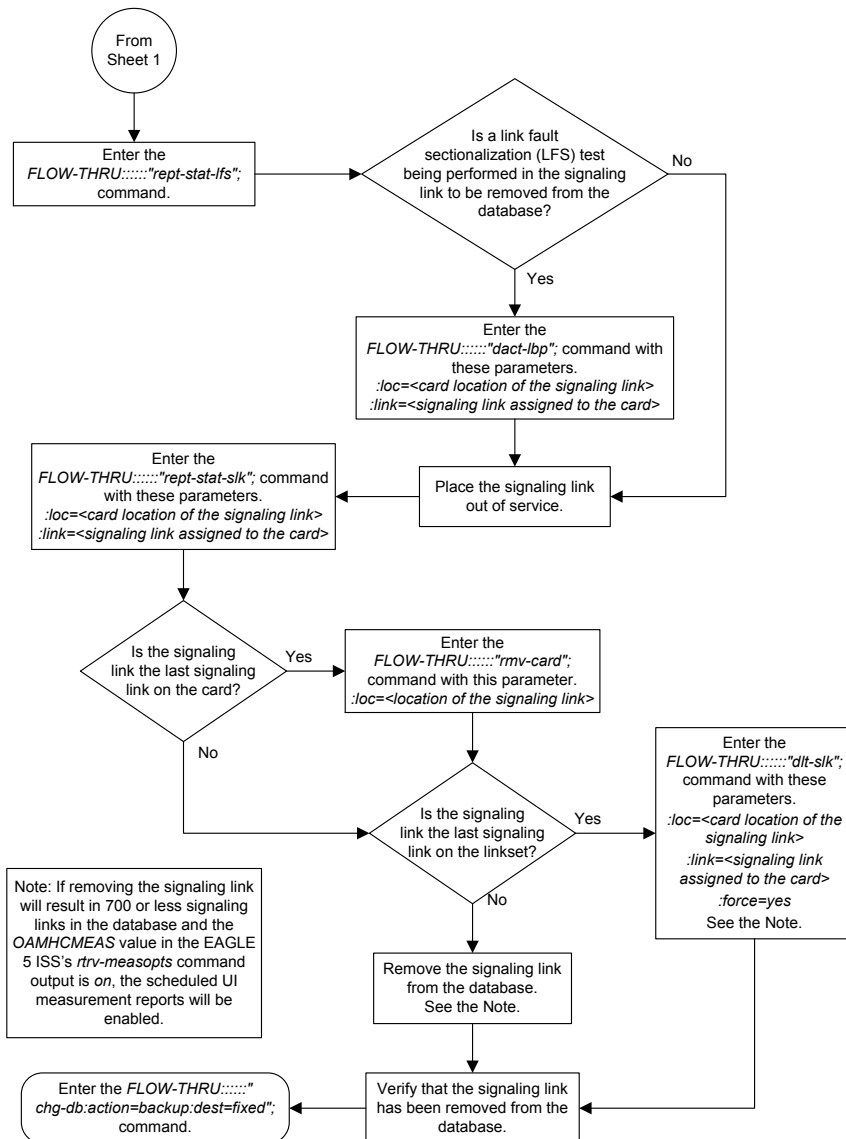 From
Sheet 1
Enter the
FLOW-THRU::::::"rept-stat-lfs";
command.
Is a link fault
sectionalization (LFS) test
being performed in the signaling
link to be removed from the
database?
No
Yes
Enter the
FLOW-THRU::::::"dact-lbp"; command with
these parameters.
:loc=<card location of the signaling link>
:link=<signaling link assigned to the card>
Place the signaling link
out of service.
Enter the
FLOW-THRU::::::"rept-stat-slk"; command
with these parameters.
:loc=<card location of the signaling link>
:link=<signaling link assigned to the card>
Is the signaling
link the last signaling
link on the card?
Yes
No
Enter the
FLOW-THRU::::::"rmv-card";
command with this parameter.
:loc=<location of the signaling link>
Is the signaling
link the last signaling
link on the linkset?
Yes
No
Enter the
FLOW-THRU::::::"dlt-slk";
command with these
parameters.
:loc=<card location of the
signaling link>
:link=<signaling link
assigned to the card>
:force=yes
See the Note.
Note: If removing the signaling link
will result in 700 or less signaling
links in the database and the
OAMHCMEAS value in the EAGLE
5 ISS's rtrv-measopts command
output is on, the scheduled UI
measurement reports will be
enabled.
Remove the signaling link
from the database.
See the Note.
Verify that the signaling link
has been removed from the
database.
Enter the FLOW-THRU::::::"
chg-db:action=backup:dest=fixed";
command.